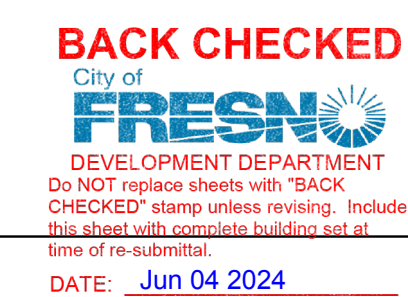 BACK CHECKED
City of
FRESNO
DEVELOPMENT DEPARTMENT
Do NOT replace sheets with "BACK
CHECKED" stamp unless revising. Include
this sheet with complete building set at
time of re-submittal.
DATE: Jun 04 2024